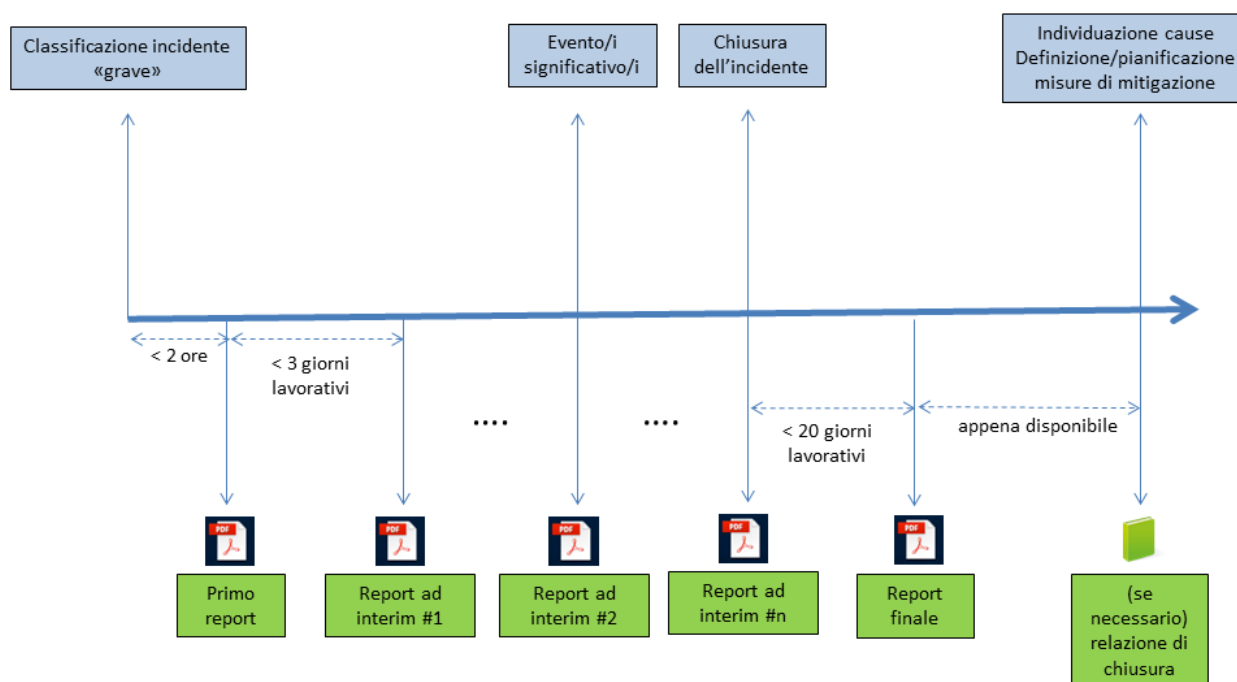 Classificazione incidente
«grave»
Evento/i
significativo/i
Chiusura
dell'incidente
Individuazione cause
Definizione/pianificazione
misure di mitigazione
< 2 ore
< 3 giorni
lavorativi
....
....
< 20 giorni
lavorativi
appena disponibile
PDF
PDF
PDF
PDF
PDF
Primo
report
Report ad
interim #1
Report ad
interim #2
Report ad
interim #n
Report
finale
(se
necessario)
relazione di
chiusura